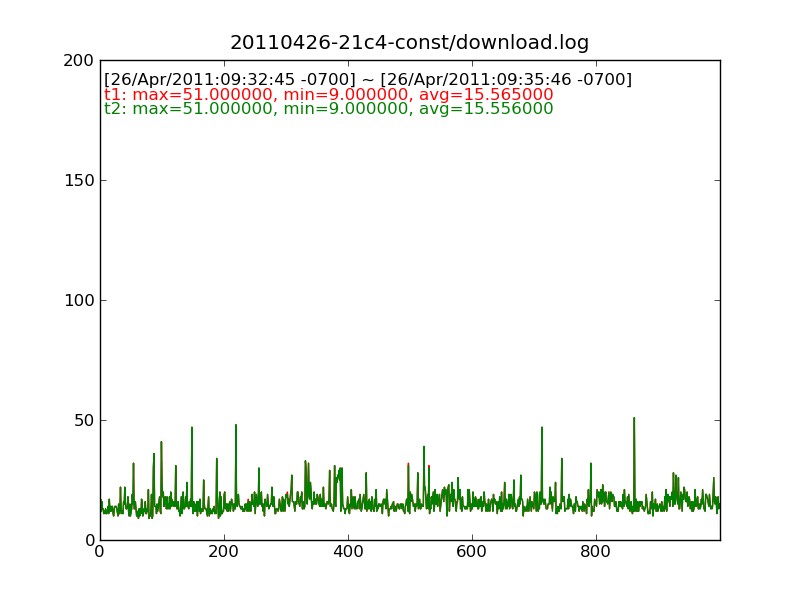 20110426-21c4-const/download.log
200
[26/Apr/2011:09:32:45 -0700] ~ [26/Apr/2011:09:35:46 -0700]
t1: max=51.000000, min=9.000000, avg=15.565000
t2: max=51.000000, min=9.000000, avg=15.556000
150
100
50
0
0 200 400 600 800